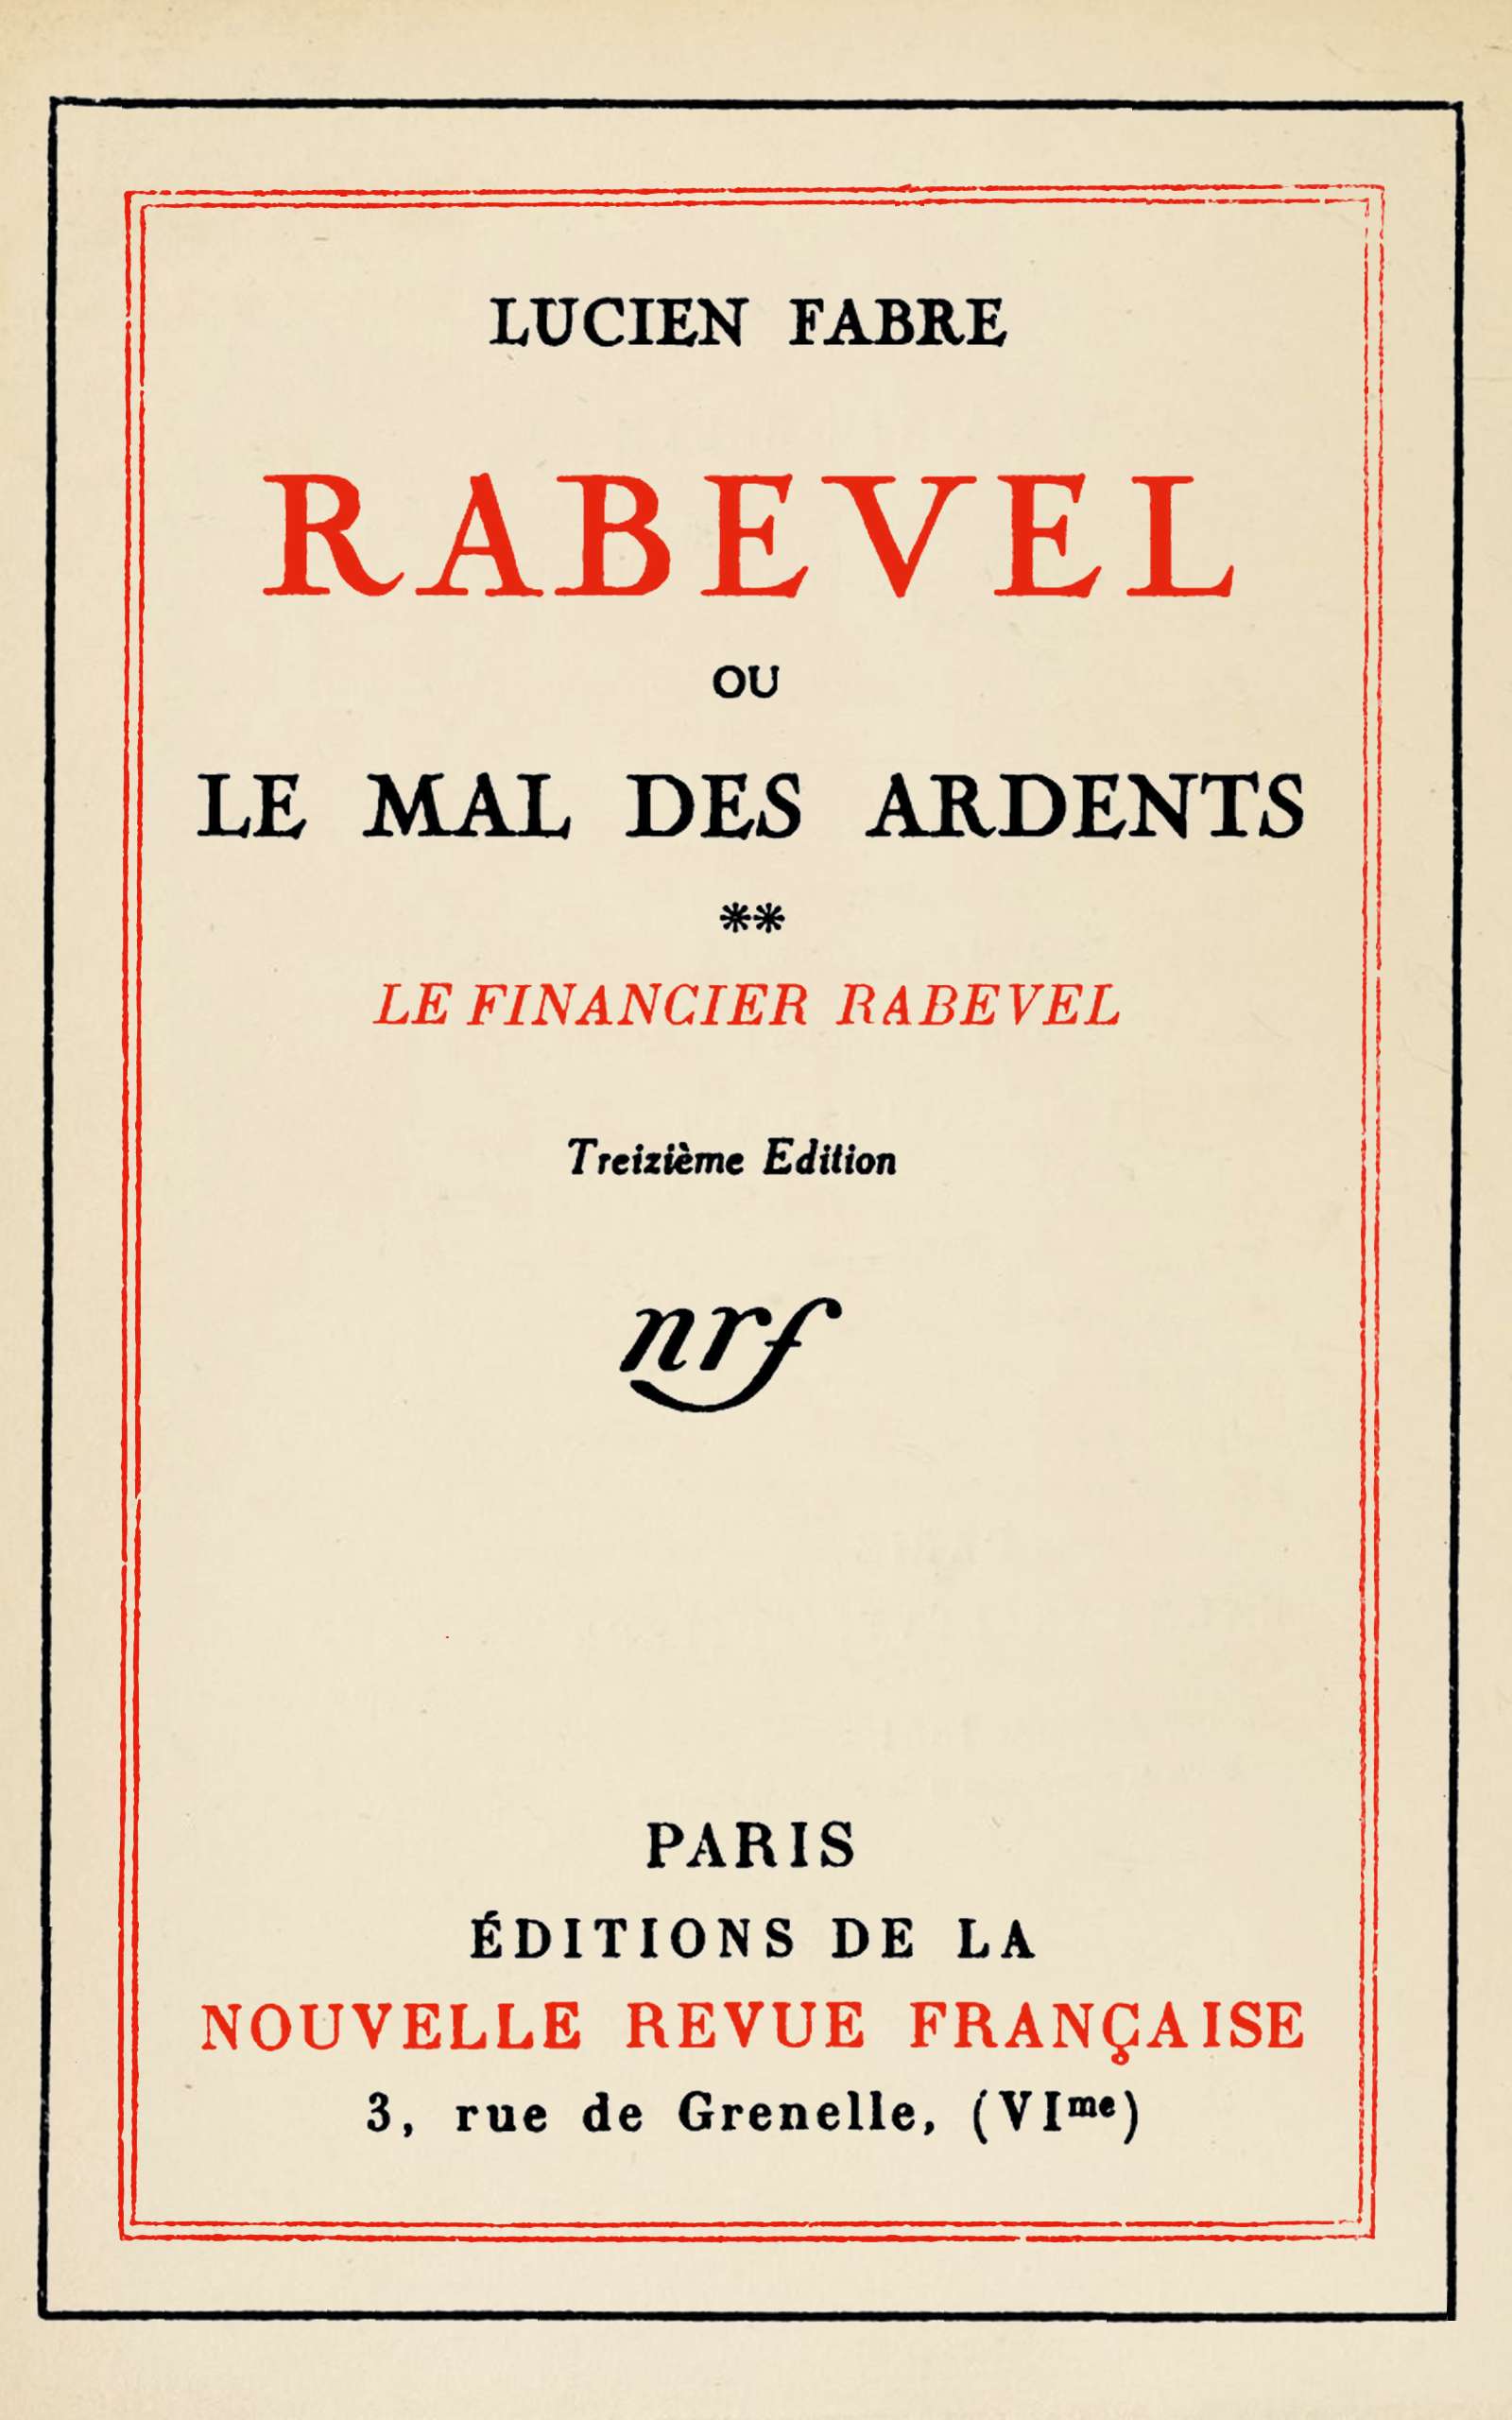 LUCIEN FABRE
RABEVEL
OU
LE MAL DES ARDENTS
**
LE FINANCIER RABEVEL
Treizième Edition
nrf
PARIS
ÉDITIONS DE LA
NOUVELLE REVUE FRANÇAISE
3, rue de Grenelle, (VIme)